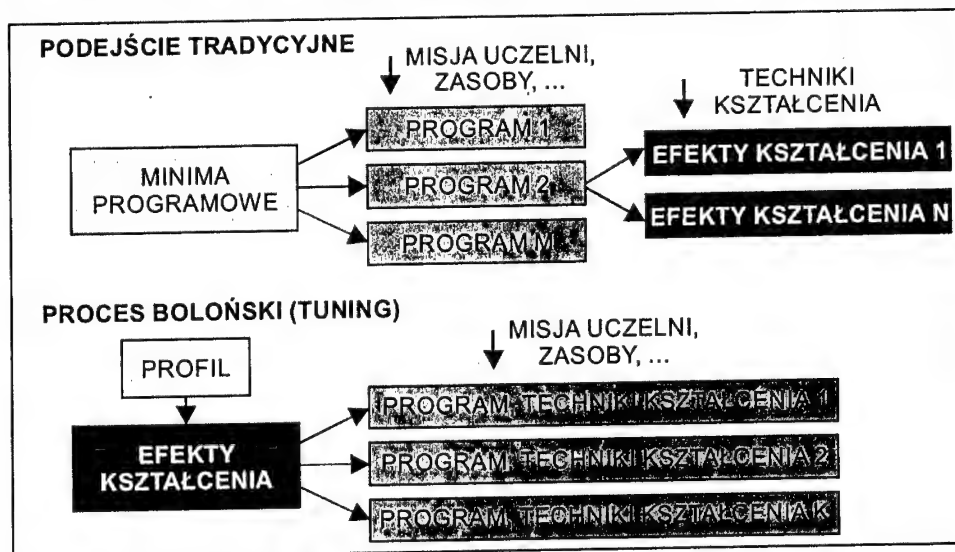 PODEJŚCIE TRADYCYJNE
MISJA UCZELNI,
ZASOBY, ...
TECHNIKI
KSZTAŁCENIA
MINIMA
PROGRAMOWE
PROGRAM 1
PROGRAM 2
PROGRAM M
EFEKTY KSZTAŁCENIA 1
EFEKTY KSZTAŁCENIA N
PROCES BOLOŃSKI (TUNING)
MISJA UCZELNI,
ZASOBY, ...
PROFIL
EFEKTY
KSZTAŁCENIA
PROGRAM, TECHNIKI KSZTAŁCENIA 1
PROGRAM, TECHNIKI KSZTAŁCENIA 2
PROGRAM, TECHNIKI KSZTAŁCENIA K